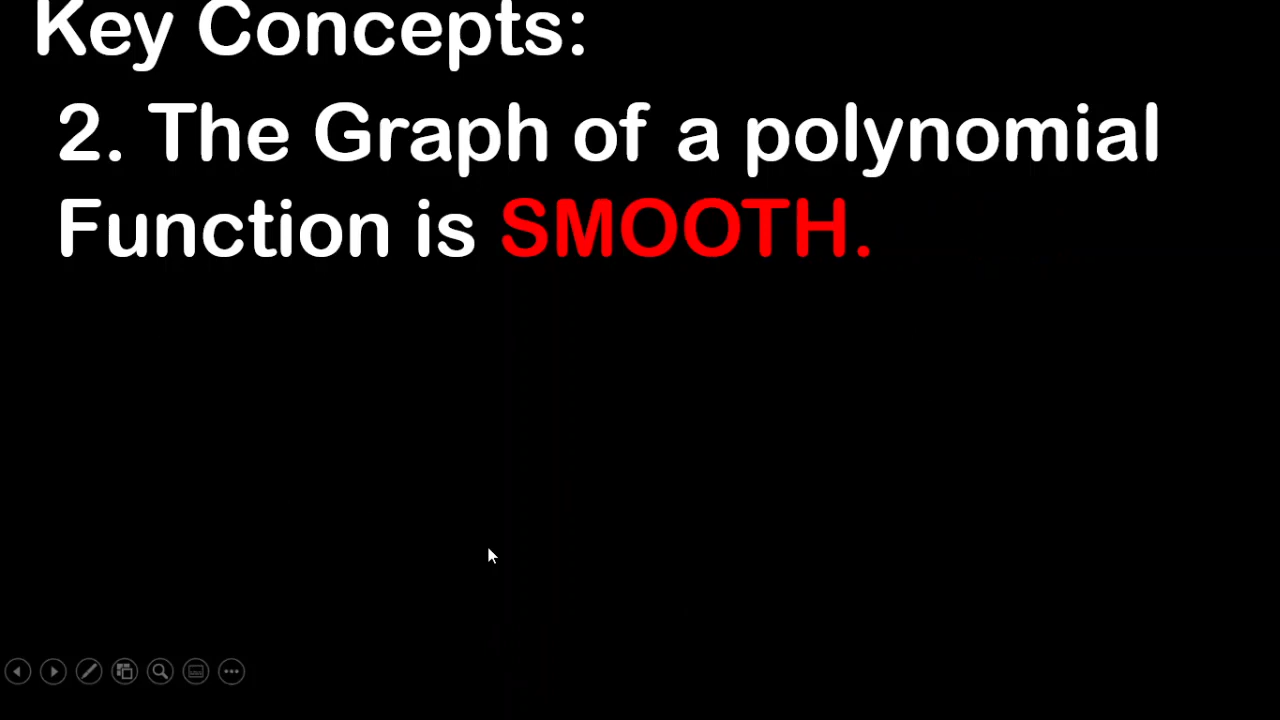 Key Concepts:
2. The Graph of a polynomial
Function is SMOOTH.